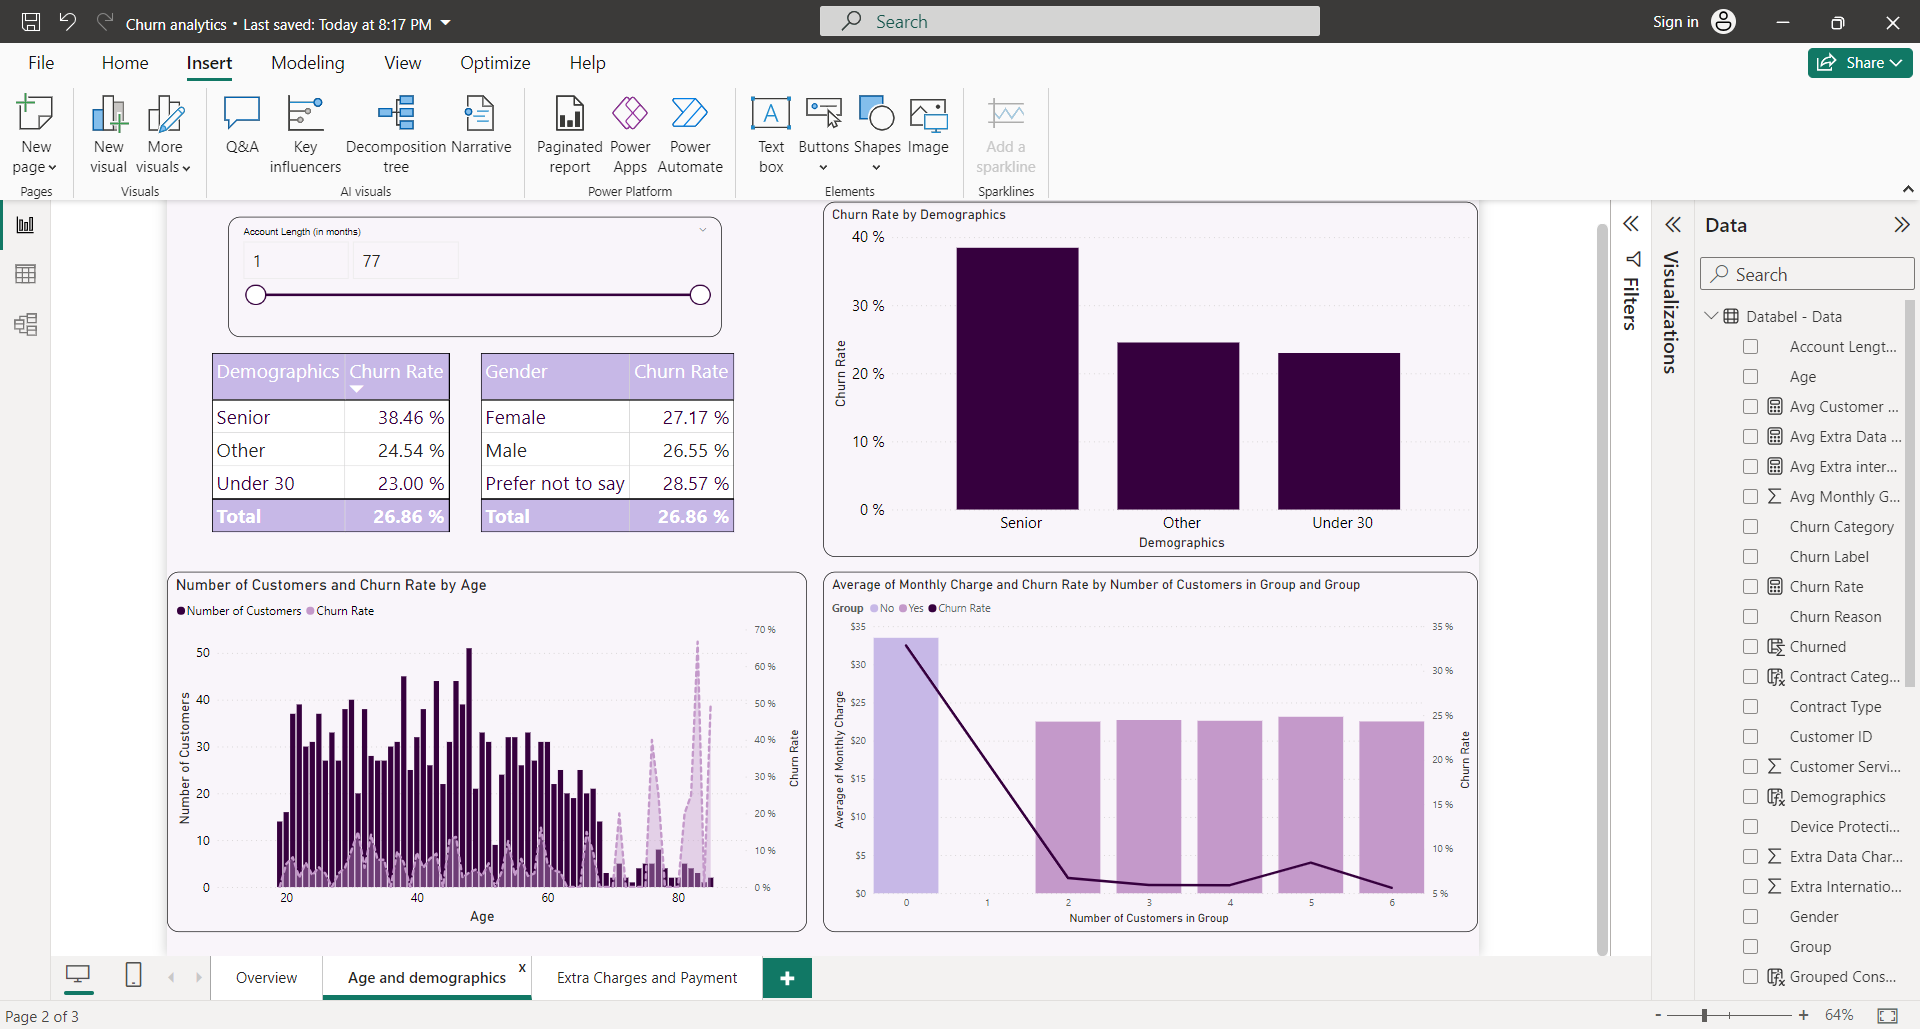 Churn analytics • Last saved: Today at 8:17 PM
Search
Sign in
File Home Insert Modeling View Optimize Help
Share
New page
New visual
More visuals
Q&A
Key influencers
Decomposition tree
Narrative
Paginated report
Power Apps
Power Automate
Text box
Buttons
Shapes
Image
Add a sparkline
Pages
Visuals
AI visuals
Power Platform
Elements
Sparklines
Account Length (in months)
1 77
Demographics Churn Rate
Senior 38.46 %
Other 24.54 %
Under 30 23.00 %
Total 26.86 %
Gender Churn Rate
Female 27.17 %
Male 26.55 %
Prefer not to say 28.57 %
Total 26.86 %
Churn Rate by Demographics
40 %
30 %
20 %
10 %
0 %
Churn Rate
Senior Other Under 30
Demographics
Number of Customers and Churn Rate by Age
Number of Customers Churn Rate
50
40
30
20
10
0
Number of Customers
70 %
60 %
50 %
40 %
30 %
20 %
10 %
0 %
Churn Rate
20 40 60 80
Age
Average of Monthly Charge and Churn Rate by Number of Customers in Group and Group
Group No Yes Churn Rate
$35
$30
$25
$20
$15
$10
$5
$0
Average of Monthly Charge
35 %
30 %
25 %
20 %
15 %
10 %
5 %
Churn Rate
0 1 2 3 4 5 6
Number of Customers in Group
Filters
Visualizations
Data
Search
Databel - Data
Account Lengt...
Age
Avg Customer ...
Avg Extra Data ...
Avg Extra inter...
Avg Monthly G...
Churn Category
Churn Label
Churn Rate
Churn Reason
Churned
Contract Categ...
Contract Type
Customer ID
Customer Servi...
Demographics
Device Protecti...
Extra Data Char...
Extra Internatio...
Gender
Group
Grouped Cons...
Overview
Age and demographics x
Extra Charges and Payment
+
Page 2 of 3
- + 64%